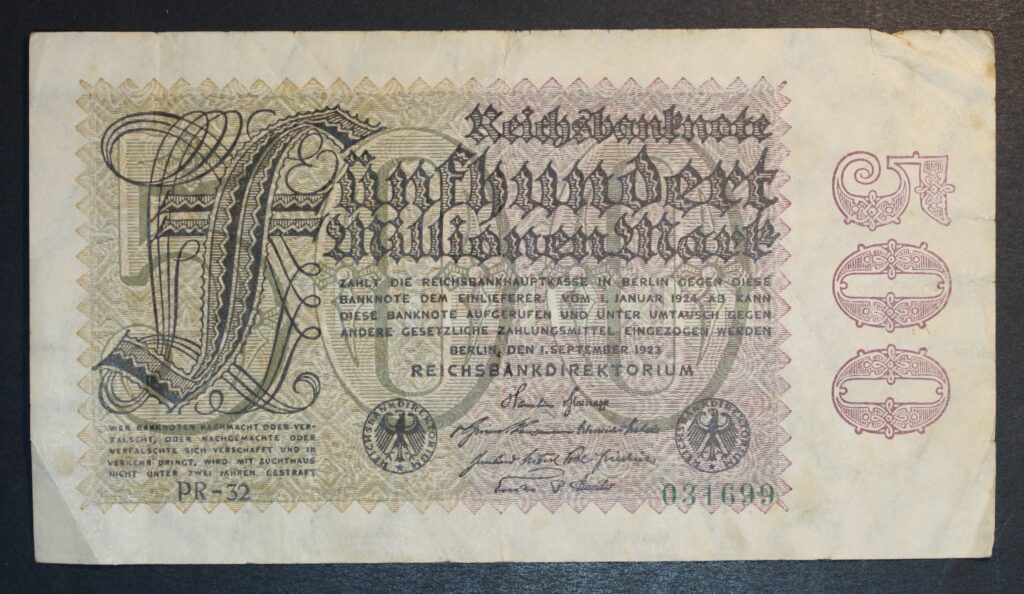 Reichsbanknote
Fünfhundert
Millionen Mark
ZAHLT DIE REICHSBANKHAUPTKASSE IN BERLIN GEGEN DIESE
BANKNOTE DEM EINLIEFERER. VOM 1. JANUAR 1924 AB KANN
DIESE BANKNOTE AUFGERUFEN UND UNTER UMTAUSCH GEGEN
ANDERE GESETZLICHE ZAHLUNGSMITTEL EINGEZOGEN WERDEN
BERLIN, DEN 1. SEPTEMBER 1923
REICHSBANKDIREKTORIUM
REICHSBANKDIREKTORIUM
REICHSBANKDIREKTORIUM
WER BANKNOTEN NACHMACHT ODER VER-
FÄLSCHT, ODER NACHGEMACHTE ODER
VERFÄLSCHTE SICH VERSCHAFFT UND IN
VERKEHR BRINGT, WIRD MIT ZUCHTHAUS
NICHT UNTER ZWEI JAHREN BESTRAFT
PR-32
031699
500
500